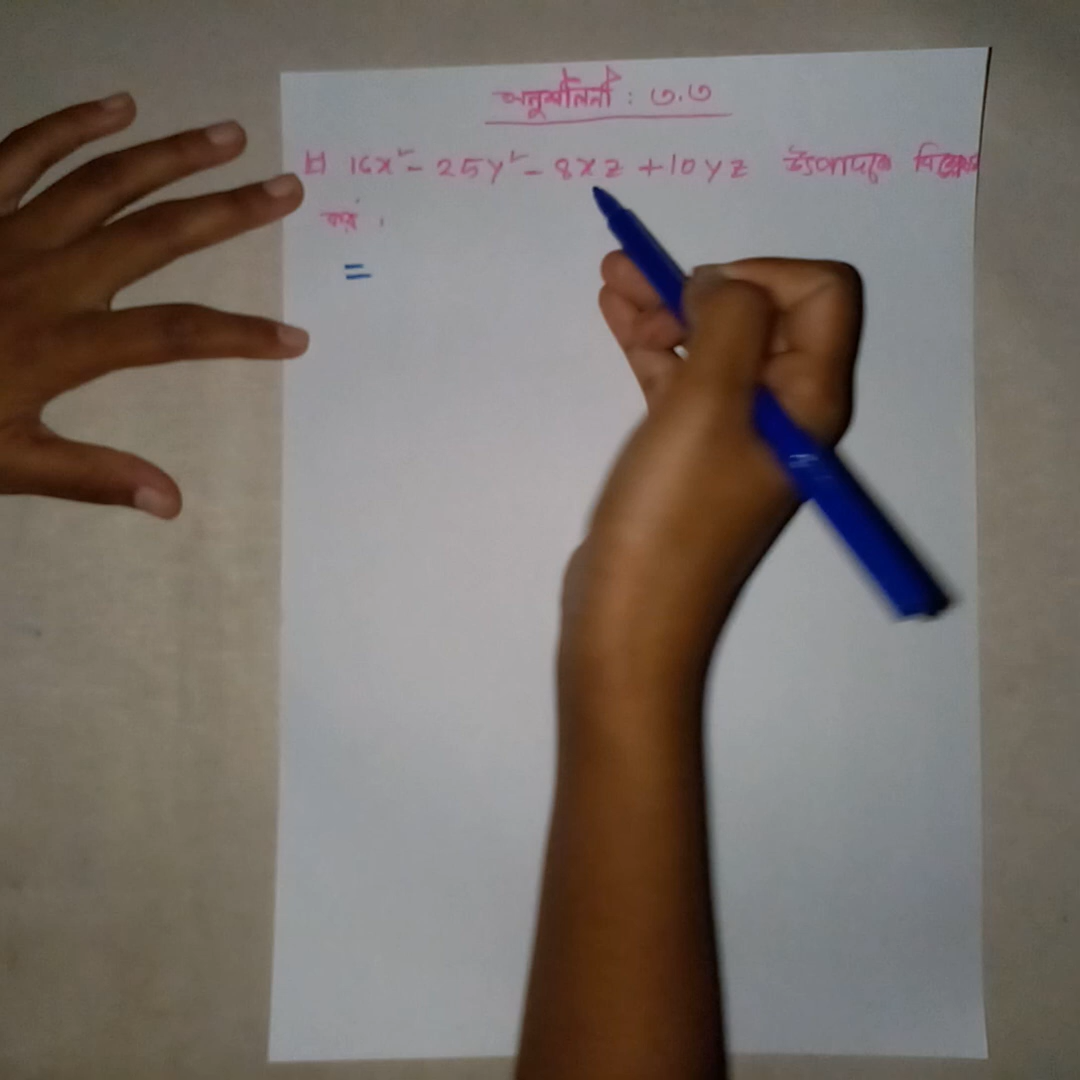 অনুশীলনী : ৩.৩
16x² - 25y² - 8xz + 10yz উৎপাদকে বিশ্লেষণ
কর ।
=